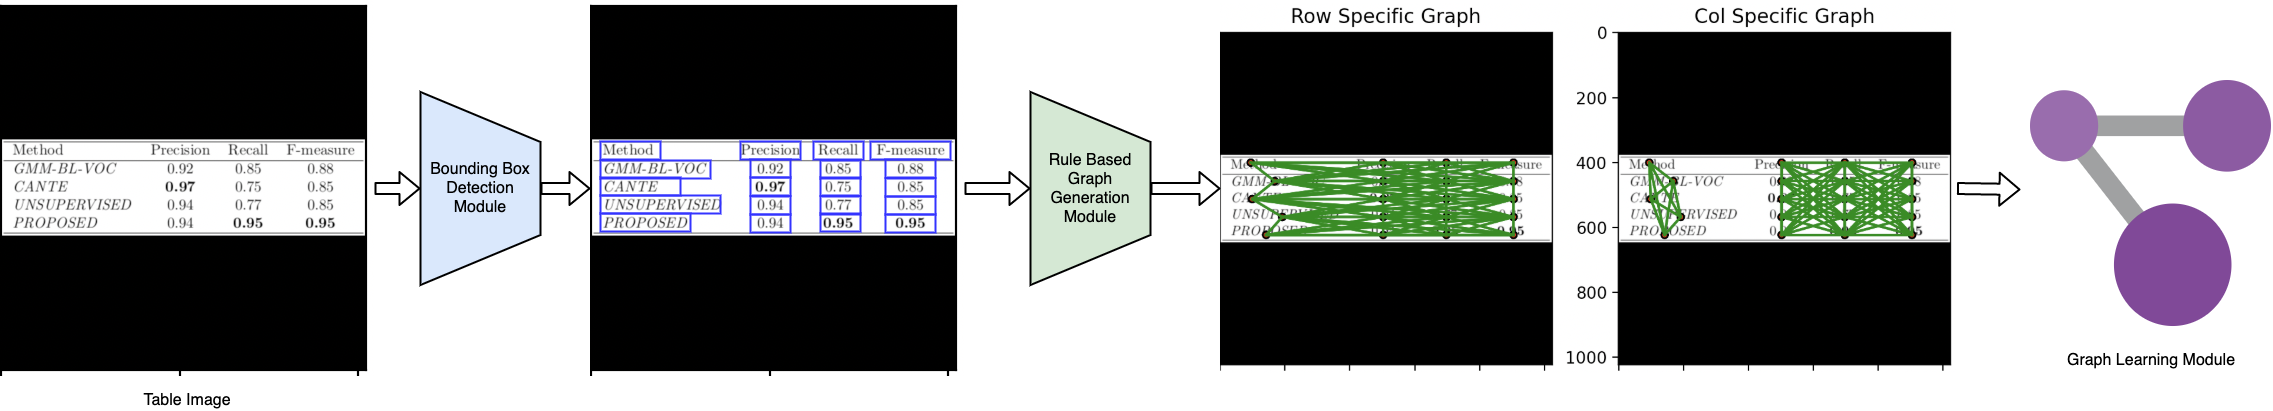 Method Precision Recall F-measure
GMM-BL-VOC 0.92 0.85 0.88
CANTE 0.97 0.75 0.85
UNSUPERVISED 0.94 0.77 0.85
PROPOSED 0.94 0.95 0.95
Table Image
Bounding Box
Detection
Module
Method Precision Recall F-measure
GMM-BL-VOC 0.92 0.85 0.88
CANTE 0.97 0.75 0.85
UNSUPERVISED 0.94 0.77 0.85
PROPOSED 0.94 0.95 0.95
Rule Based
Graph
Generation
Module
Row Specific Graph
Col Specific Graph
0
200
400
600
800
1000
Graph Learning Module